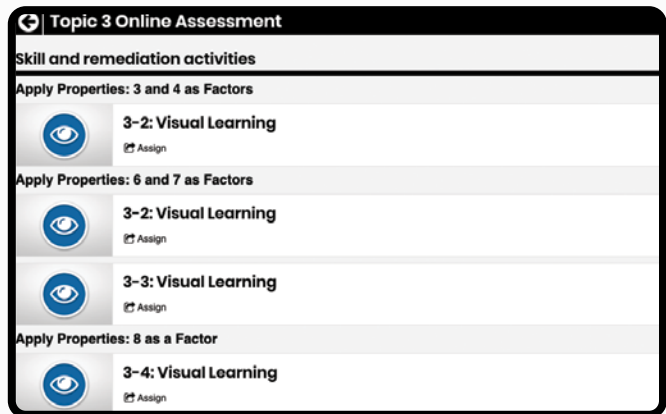 Topic 3 Online Assessment
Skill and remediation activities
Apply Properties: 3 and 4 as Factors
3-2: Visual Learning
Assign
Apply Properties: 6 and 7 as Factors
3-2: Visual Learning
Assign
3-3: Visual Learning
Assign
Apply Properties: 8 as a Factor
3-4: Visual Learning
Assign